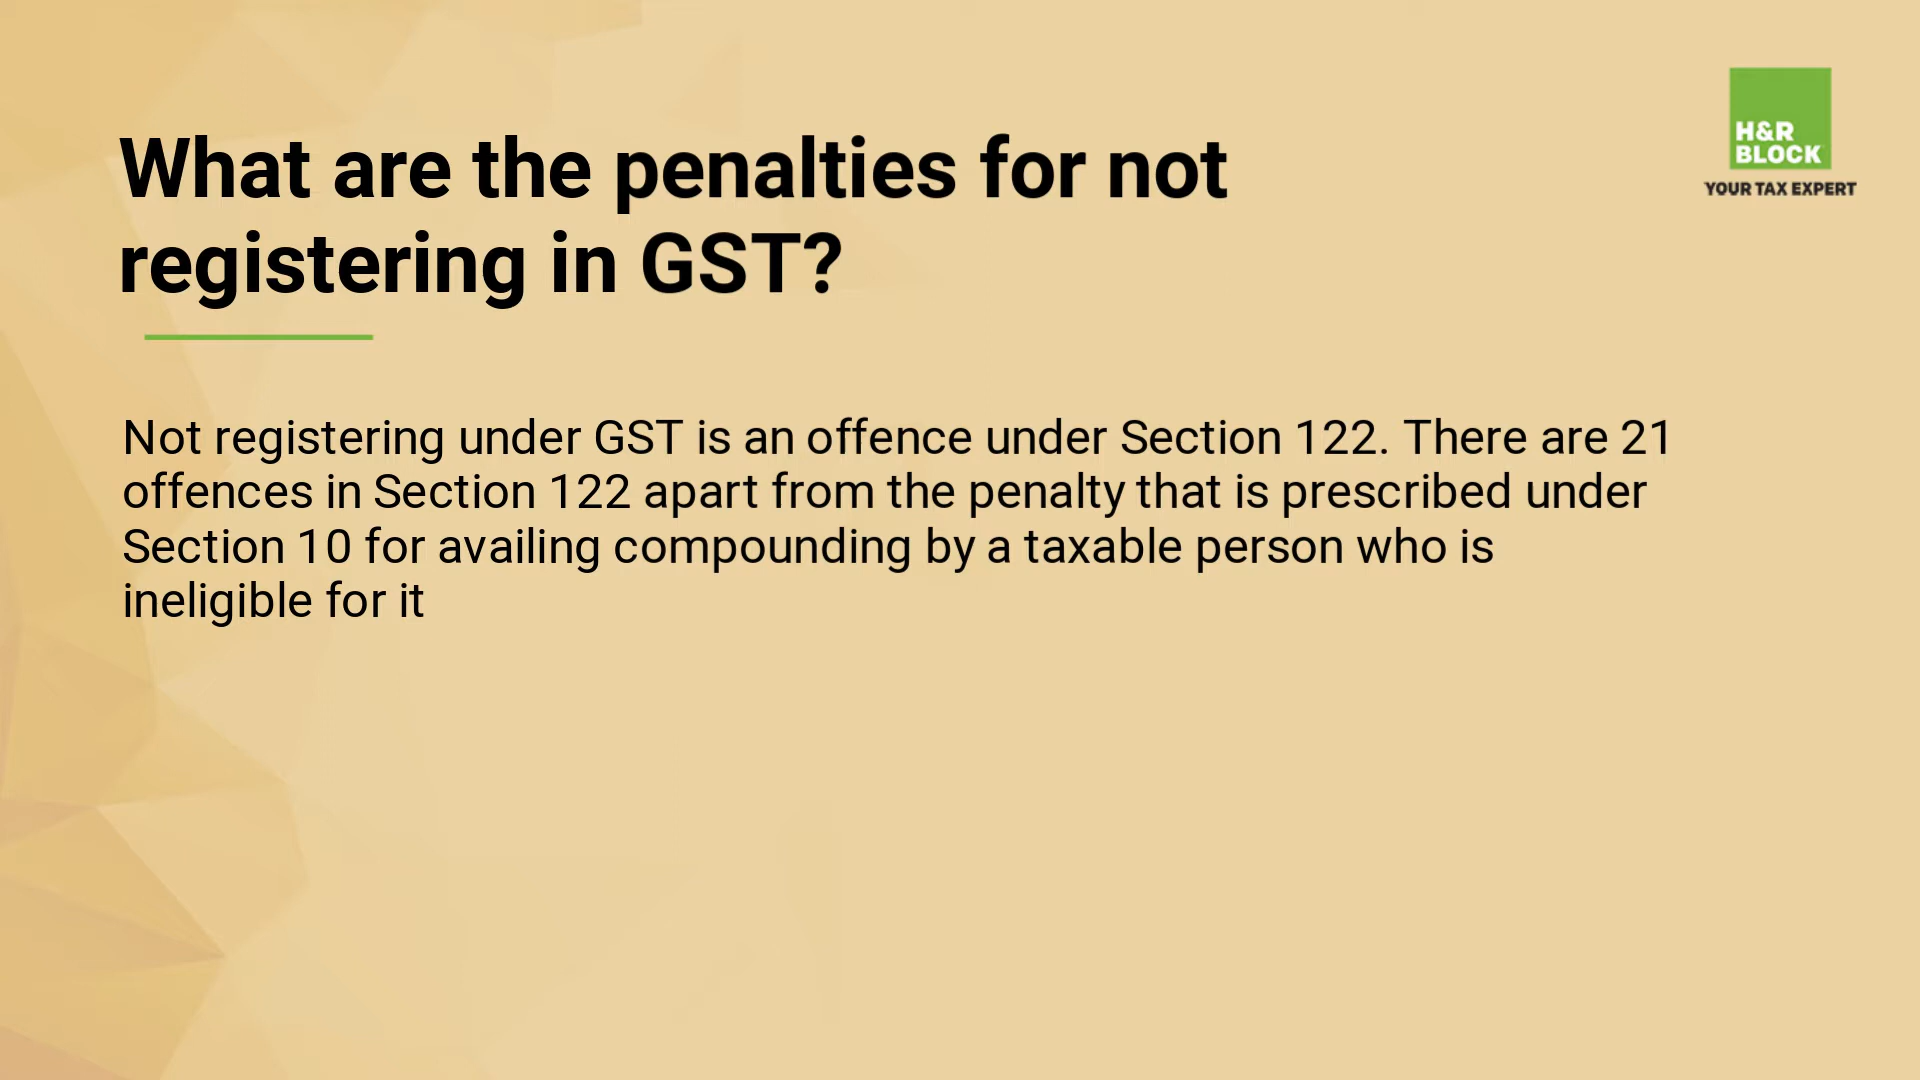 What are the penalties for not
registering in GST?
H&R
BLOCK
YOUR TAX EXPERT
Not registering under GST is an offence under Section 122. There are 21
offences in Section 122 apart from the penalty that is prescribed under
Section 10 for availing compounding by a taxable person who is
ineligible for it